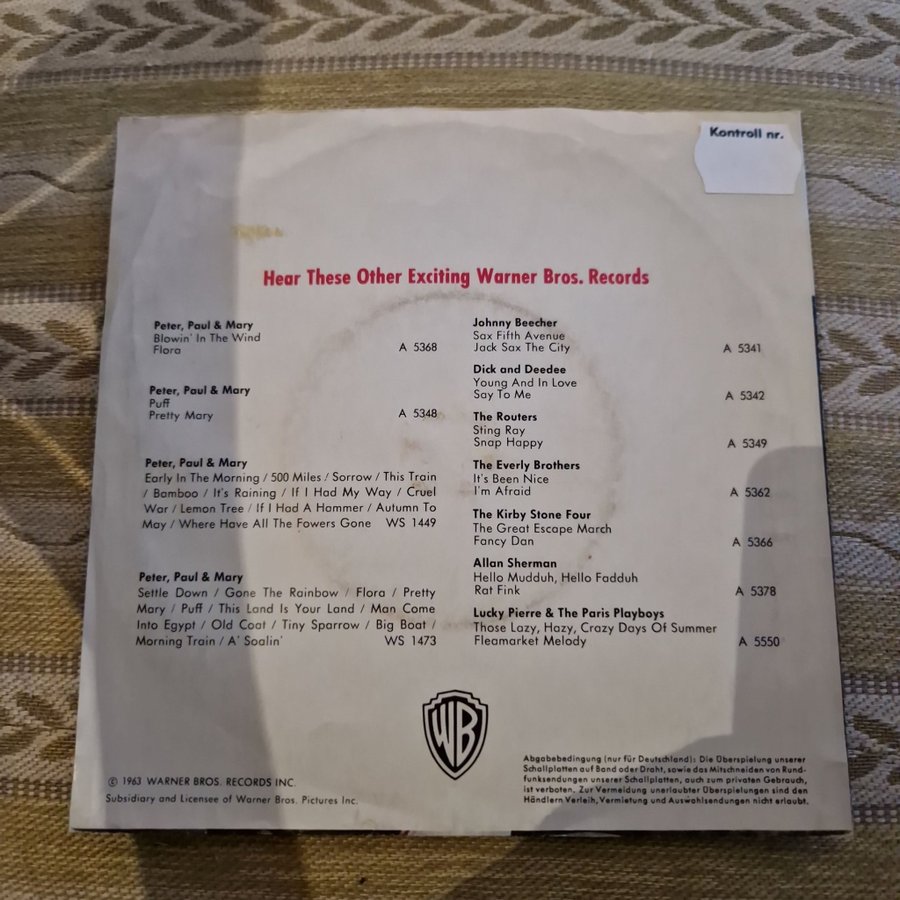 Kontroll nr.
Hear These Other Exciting Warner Bros. Records
Peter, Paul & Mary
Blowin' In The Wind
Flora A 5368
Peter, Paul & Mary
Puff
Pretty Mary A 5348
Peter, Paul & Mary
Early In The Morning / 500 Miles / Sorrow / This Train
/ Bamboo / It's Raining / If I Had My Way / Cruel
War / Lemon Tree / If I Had A Hammer / Autumn To
May / Where Have All The Fowers Gone WS 1449
Peter, Paul & Mary
Settle Down / Gone The Rainbow / Flora / Pretty
Mary / Puff / This Land Is Your Land / Man Come
Into Egypt / Old Coat / Tiny Sparrow / Big Boat /
Morning Train / A' Soalin' WS 1473
Johnny Beecher
Sax Fifth Avenue
Jack Sax The City A 5341
Dick and Deedee
Young And In Love
Say To Me A 5342
The Routers
Sting Ray
Snap Happy A 5349
The Everly Brothers
It's Been Nice
I'm Afraid A 5362
The Kirby Stone Four
The Great Escape March
Fancy Dan A 5366
Allan Sherman
Hello Mudduh, Hello Fadduh
Rat Fink A 5378
Lucky Pierre & The Paris Playboys
Those Lazy, Hazy, Crazy Days Of Summer
Fleamarket Melody A 5550
WB
© 1963 WARNER BROS. RECORDS INC.
Subsidiary and Licensee of Warner Bros. Pictures Inc.
Abgabebedingung (nur für Deutschland): Die Überspielung unserer
Schallplatten auf Band oder Draht, sowie das Mitschneiden von Rund-
funksendungen unserer Schallplatten, auch zum privaten Gebrauch,
ist verboten. Zur Vermeidung unerlaubter Überspielungen sind den
Händlern Verleih, Vermietung und Auswahlsendungen nicht erlaubt.